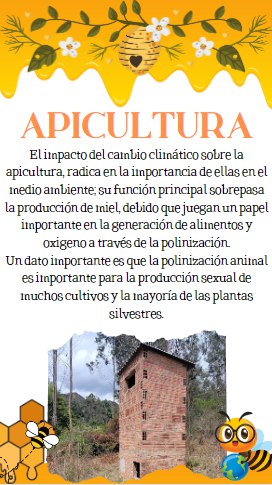 APICULTURA
El impacto del cambio climático sobre la
apicultura, radica en la importancia de ellas en el
medio ambiente; su función principal sobrepasa
la producción de miel, debido que juegan un papel
importante en la generación de alimentos y
oxigeno a través de la polinización.
Un dato importante es que la polinización animal
es importante para la producción sexual de
muchos cultivos y la mayoría de las plantas
silvestres.